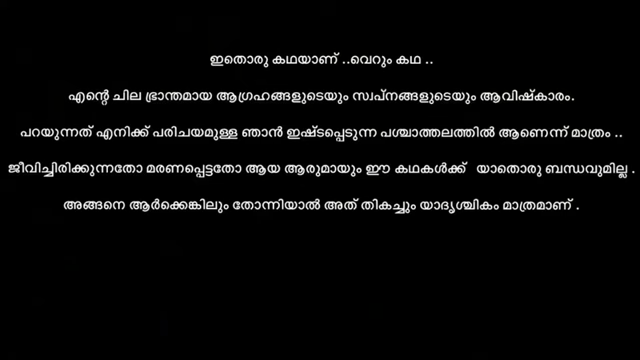 ഇതൊരു കഥയാണ് ..വെറും കഥ ..
എന്റെ ചില ഭ്രാന്തമായ ആഗ്രഹങ്ങളുടെയും സ്വപ്നങ്ങളുടെയും ആവിഷ്കാരം.
പറയുന്നത് എനിക്ക് പരിചയമുള്ള ഞാൻ ഇഷ്ടപ്പെടുന്ന പശ്ചാത്തലത്തിൽ ആണെന്ന് മാത്രം ..
ജീവിച്ചിരിക്കുന്നതോ മരണപ്പെട്ടതോ ആയ ആരുമായും ഈ കഥകൾക്ക് യാതൊരു ബന്ധവുമില്ല .
അങ്ങനെ ആർക്കെങ്കിലും തോന്നിയാൽ അത് തികച്ചും യാദൃശ്ചികം മാത്രമാണ് .